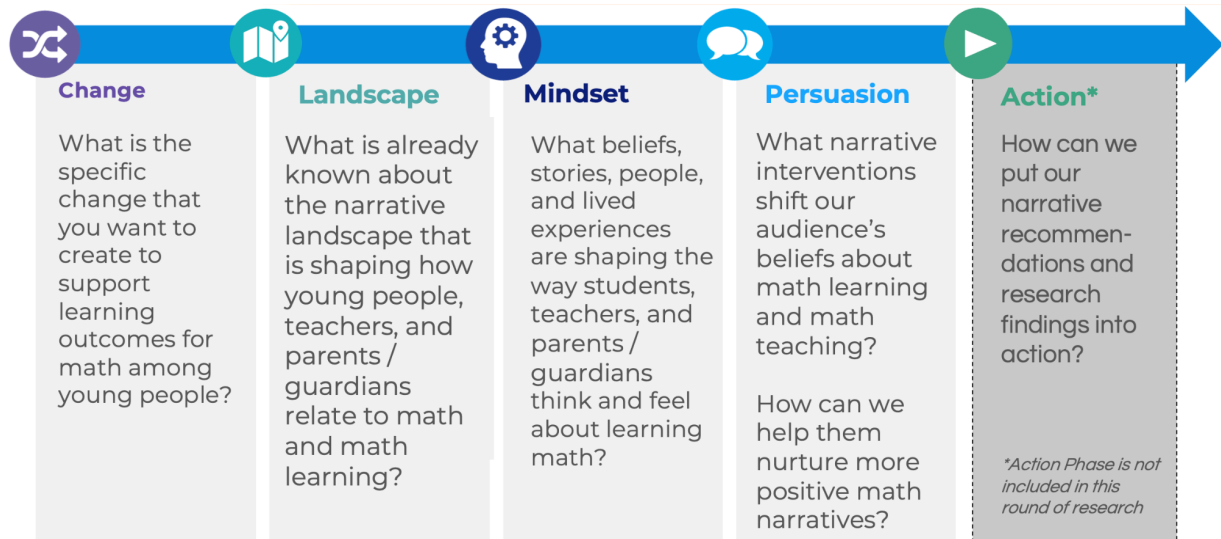 Change
What is the
specific
change that
you want to
create to
support
learning
outcomes for
math among
young people?
Landscape
What is already
known about
the narrative
landscape that
is shaping how
young people,
teachers, and
parents /
guardians
relate to math
and math
learning?
Mindset
What beliefs,
stories, people,
and lived
experiences
are shaping the
way students,
teachers, and
parents /
guardians
think and feel
about learning
math?
Persuasion
What narrative
interventions
shift our
audience’s
beliefs about
math learning
and math
teaching?
How can we
help them
nurture more
positive math
narratives?
Action*
How can we
put our
narrative
recommen-
dations and
research
findings into
action?
*Action Phase is not
included in this
round of research